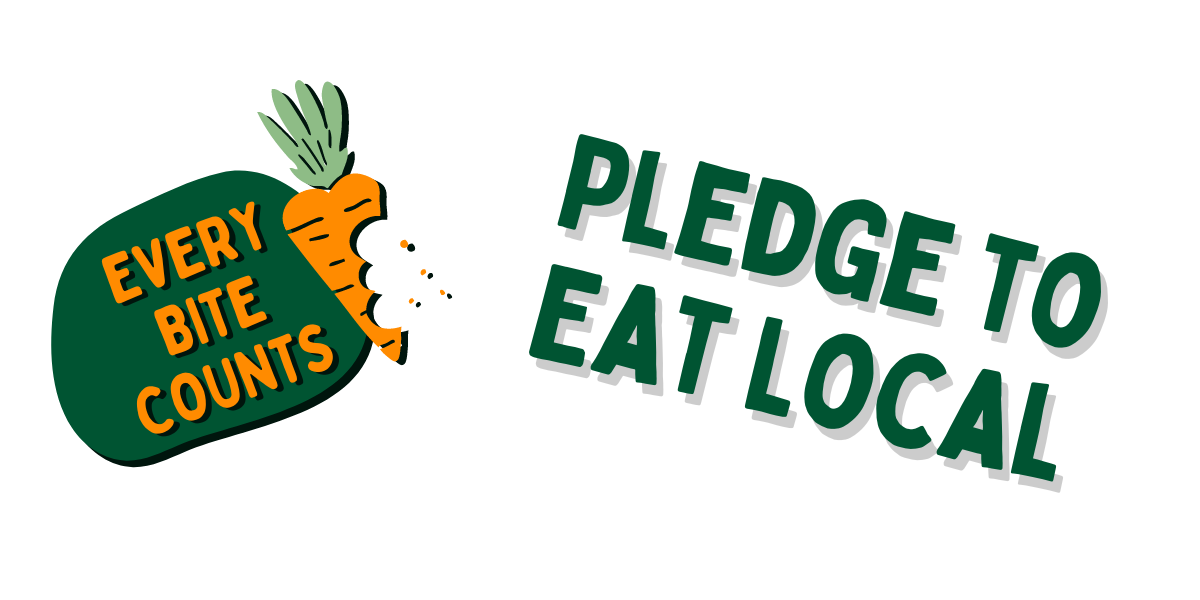 EVERY
BITE
COUNTS
PLEDGE TO
EAT LOCAL